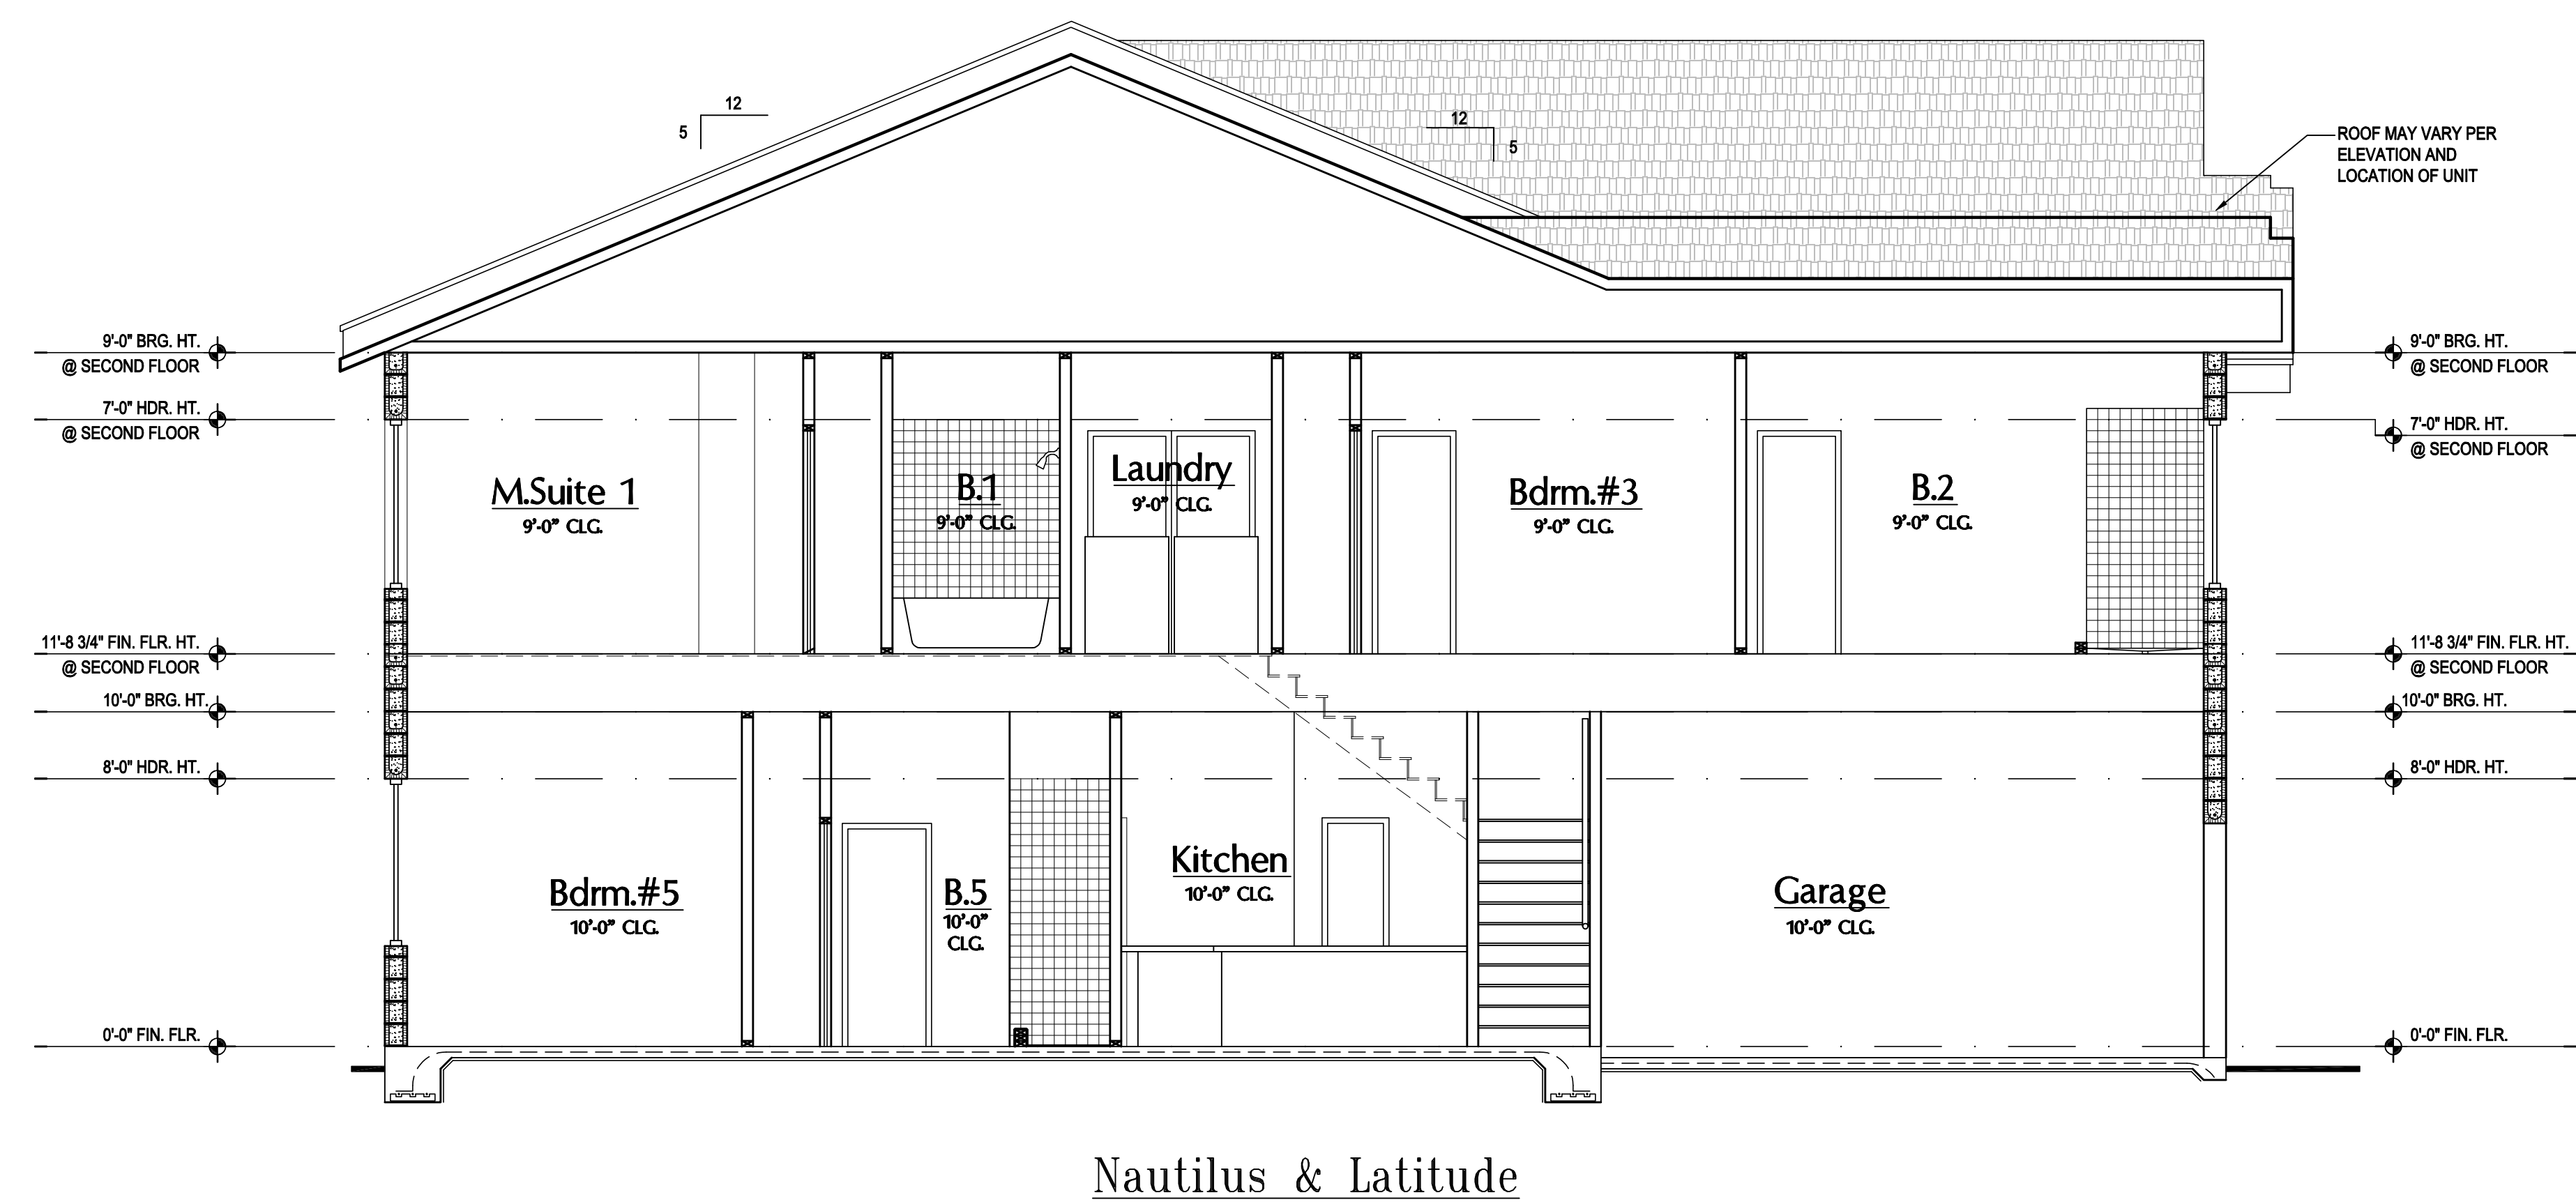 12
5
12
5
ROOF MAY VARY PER
ELEVATION AND
LOCATION OF UNIT
9'-0" BRG. HT.
@ SECOND FLOOR
9'-0" BRG. HT.
@ SECOND FLOOR
7'-0" HDR. HT.
@ SECOND FLOOR
7'-0" HDR. HT.
@ SECOND FLOOR
M.Suite 1
9'-0" CLG.
B.1
9'-0" CLG.
Laundry
9'-0" CLG.
Bdrm.#3
9'-0" CLG.
B.2
9'-0" CLG.
11'-8 3/4" FIN. FLR. HT.
@ SECOND FLOOR
11'-8 3/4" FIN. FLR. HT.
@ SECOND FLOOR
10'-0" BRG. HT.
10'-0" BRG. HT.
8'-0" HDR. HT.
8'-0" HDR. HT.
Bdrm.#5
10'-0" CLG.
B.5
10'-0"
CLG.
Kitchen
10'-0" CLG.
Garage
10'-0" CLG.
0'-0" FIN. FLR.
0'-0" FIN. FLR.
Nautilus & Latitude